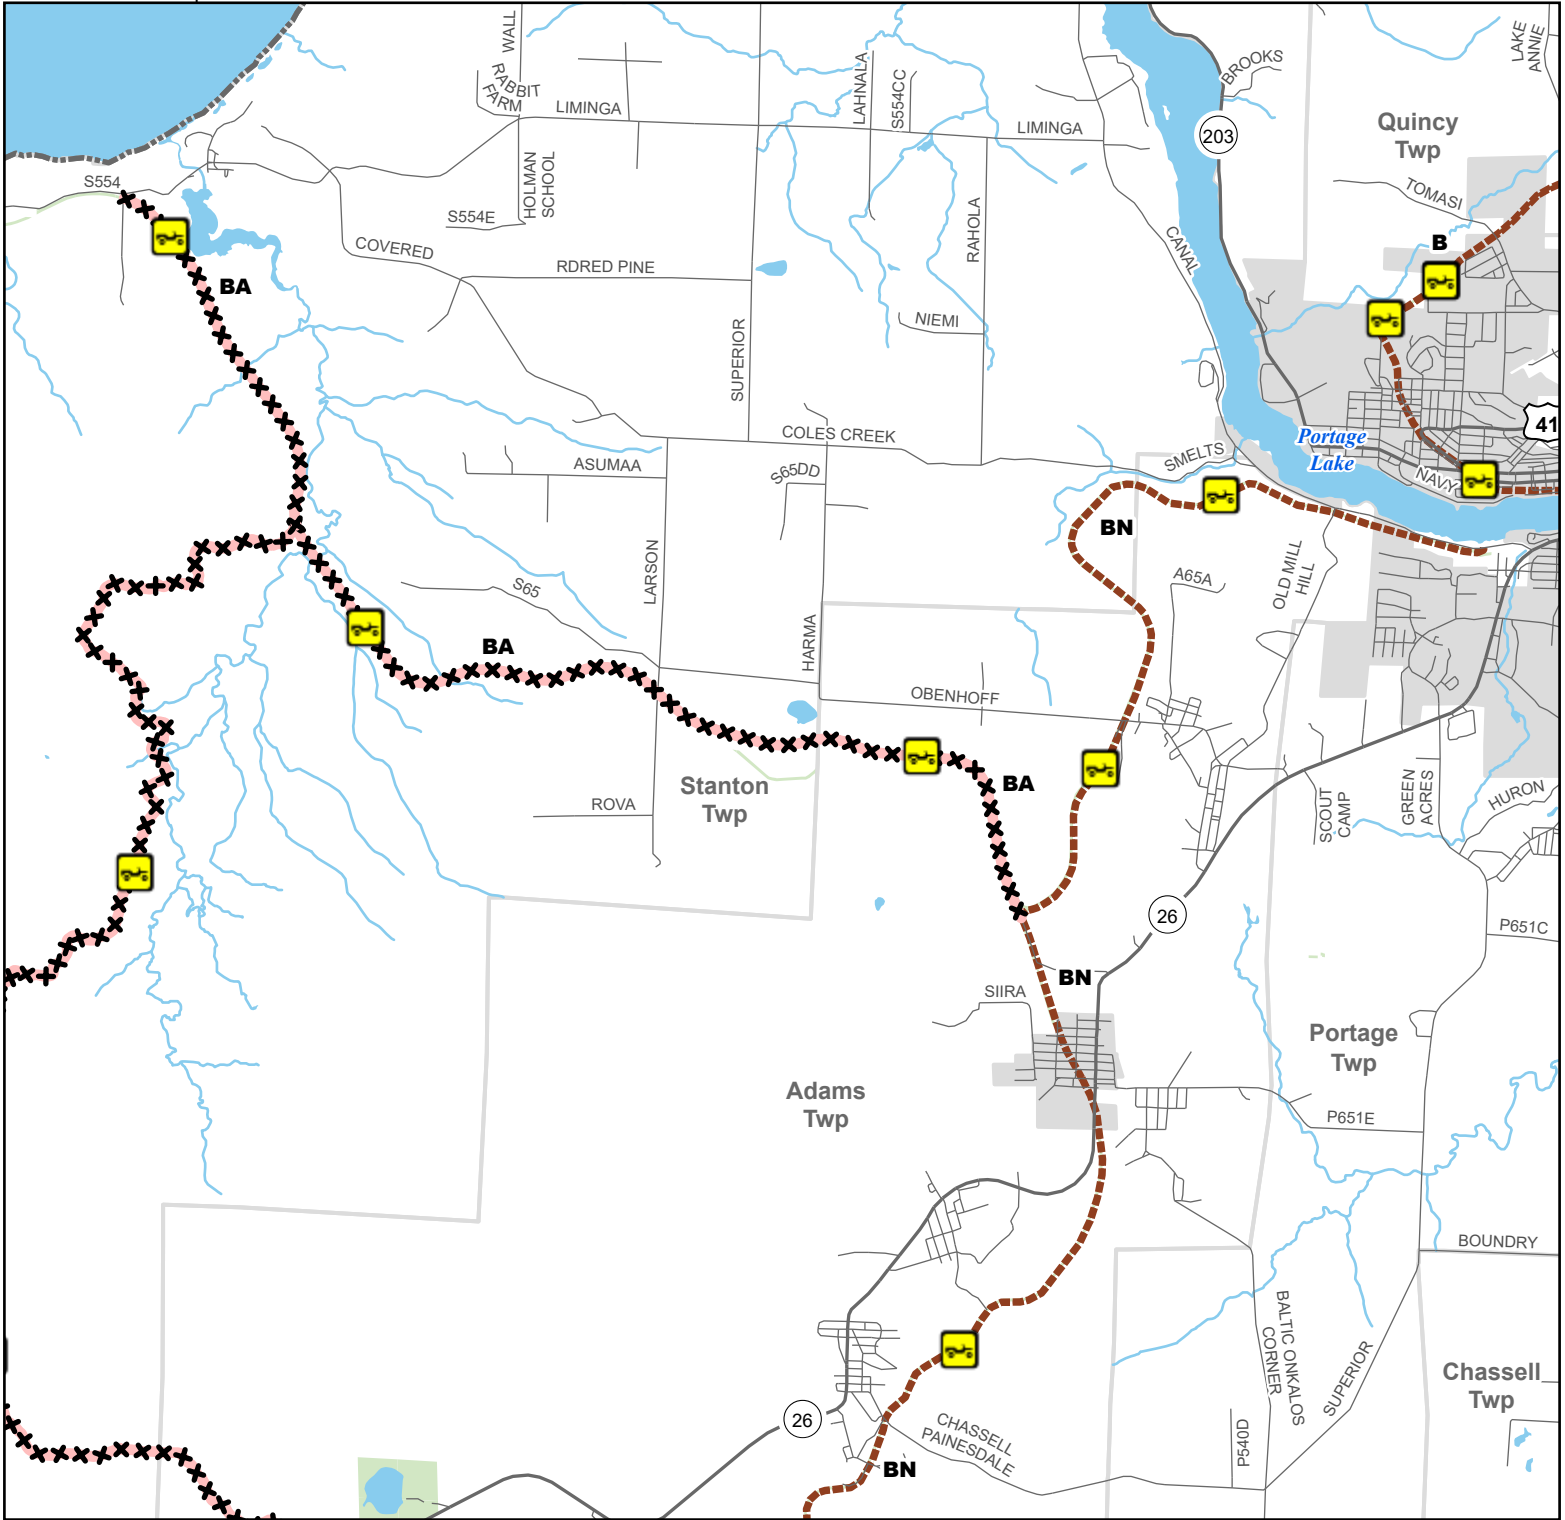 WALL
RABBIT
FARM
LIMINGA
LAHNALA
S554CC
LIMINGA
BROOKS
LAKE
ANNIE
203
Quincy
Twp
TOMASI
S554
HOLMAN
SCHOOL
S554E
COVERED
RDRED PINE
RAHOLA
CANAL
B
BA
NIEMI
SUPERIOR
41
Portage
Lake
COLES CREEK
ASUMAA
S65DD
SMELTS
NAVY
BN
LARSON
S65
A65A
OLD MILL
HILL
BA
HARMA
OBENHOFF
Stanton
Twp
ROVA
BA
SCOUT
CAMP
GREEN
ACRES
HURON
26
P651C
BN
SIIRA
Portage
Twp
Adams
Twp
P651E
BOUNDRY
BALTIC ONKALOS
CORNER
SUPERIOR
Chassell
Twp
26
CHASSELL
PAINESDALE
P540D
BN